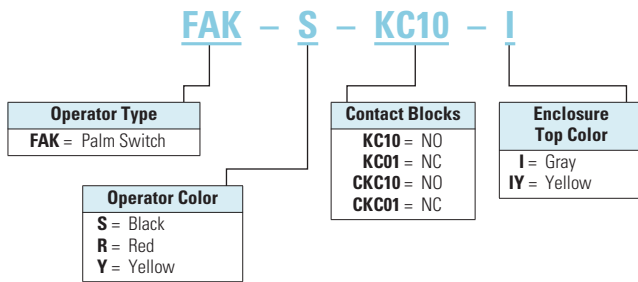 FAK – S – KC10 – I
Operator Type
FAK = Palm Switch
Operator Color
S = Black
R = Red
Y = Yellow
Contact Blocks
KC10 = NO
KC01 = NC
CKC10 = NO
CKC01 = NC
Enclosure
Top Color
I = Gray
IY = Yellow